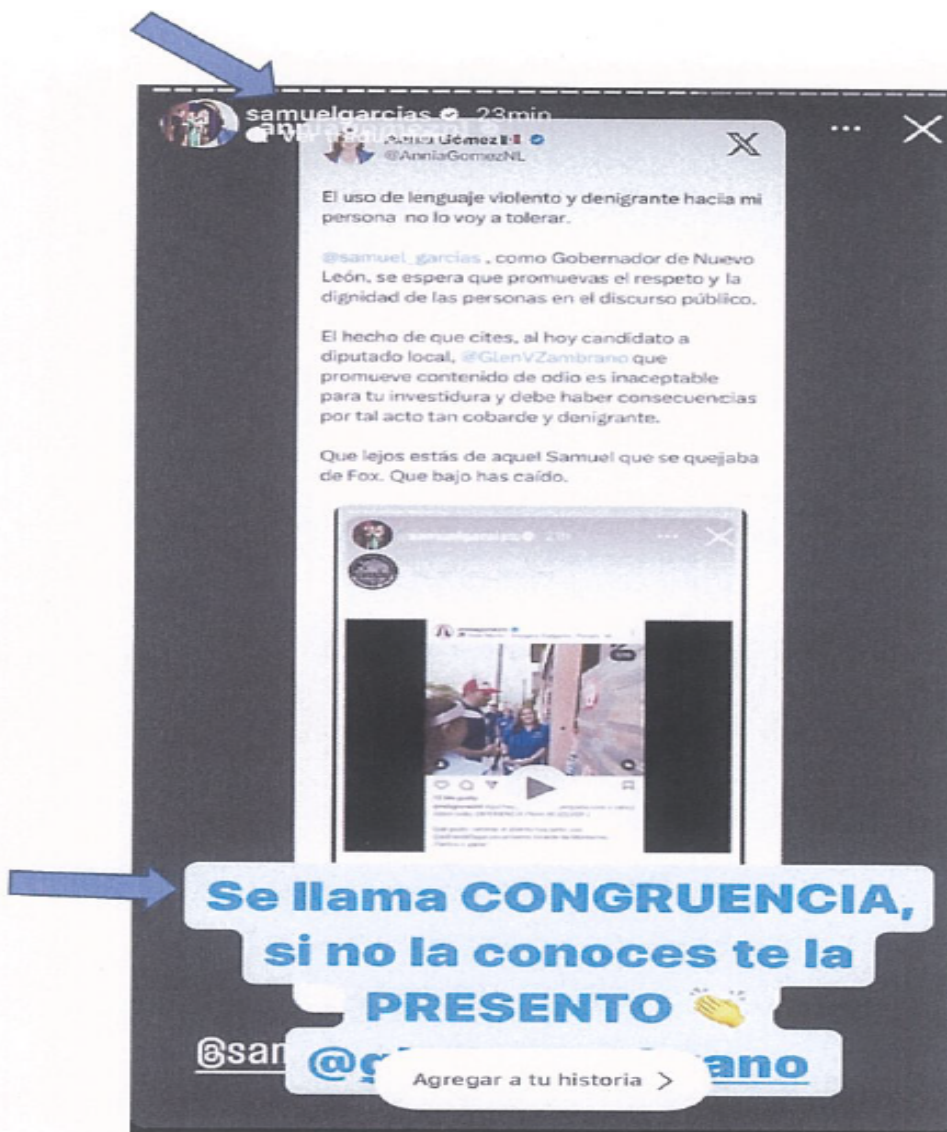 samuelgarcias 23min
Gómez
@AnniaGomezNL
El uso de lenguaje violento y denigrante haciia mi
persona no lo voy a tolerar.
@samuel_garcias , como Gobernador de Nuevo
León, se espera que promuevas el respeto y la
dignidad de las personas en el discurso público.
El hecho de que cites, al hoy candidato a
diputado local, @GlenVZambrano que
promueve contenido de odio es inaceptable
para tu investidura y debe haber consecuencias
por tal acto tan cobarde y denigrante.
Que lejos estás de aquel Samuel que se quejaba
de Fox. Que bajo has caído.
Se llama CONGRUENCIA,
si no la conoces te la
PRESENTO 👏
Agregar a tu historia >